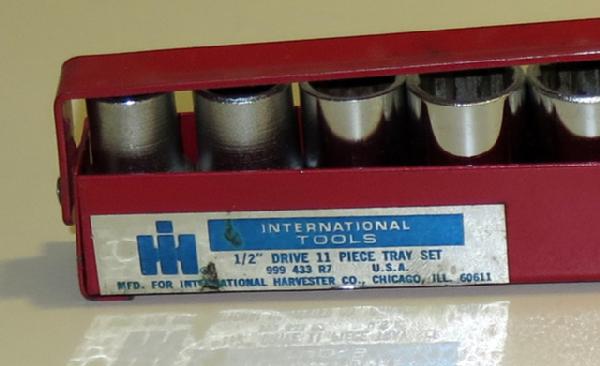 INTERNATIONAL
TOOLS
IH ®
1/2" DRIVE 11 PIECE TRAY SET
999 433 R7 U.S.A.
MFD. FOR INTERNATIONAL HARVESTER CO., CHICAGO, ILL. 60611